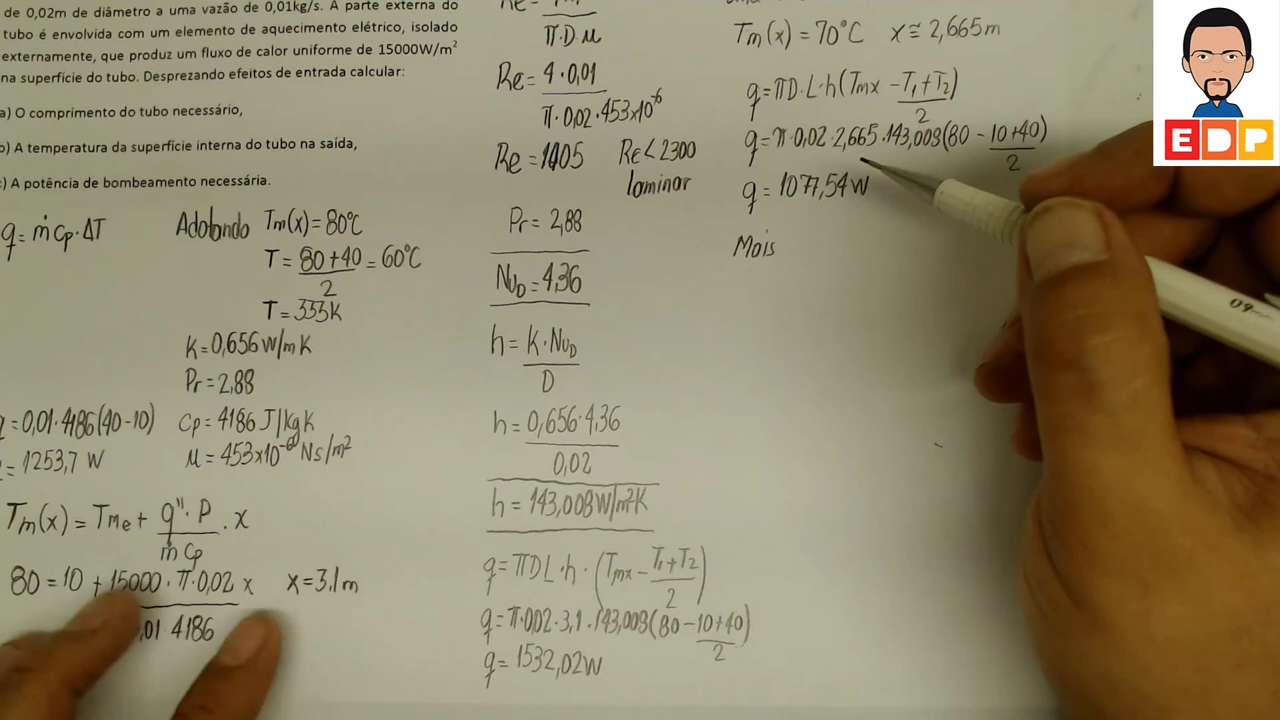 de 0,02m de diâmetro a uma vazão de 0,01kg/s. A parte externa do
tubo é envolvida com um elemento de aquecimento elétrico, isolado
externamente, que produz um fluxo de calor uniforme de 15000W/m²
na superfície do tubo. Desprezando efeitos de entrada calcular:
a) O comprimento do tubo necessário,
b) A temperatura da superfície interna do tubo na saída,
c) A potência de bombeamento necessária.
q = ṁ Cp · ΔT
Adotando Tm(x) = 80°C
T = 80 + 40 / 2 = 60°C
T = 333K
K = 0,656 W/m K
Pr = 2,88
q = 0,01 · 4186 (40 - 10)
Cp = 4186 J/kg K
= 1253,7 W
μ = 453x10⁻⁶ Ns/m²
Tm(x) = Tme + q" · P / ṁ Cp . x
80 = 10 + 15000 · π · 0,02 x
x = 3,1 m
,01 4186
π · D · μ
Re = 4 · 0,01
π · 0,02 · 453x10⁻⁶
Re = 1405 Re < 2300
laminar
Pr = 2,88
NuD = 4,36
h = K · NuD
D
h = 0,656 · 4,36
0,02
h = 143,008 W/m²K
q = πDL · h · (Tmx - T1 + T2 / 2)
q = π · 0,02 · 3,1 · 143,008 (80 - 10 + 40 / 2)
q = 1532,02W
Tm(x) = 70°C x ≅ 2,665m
q = πD · L · h (Tmx - T1 + T2 / 2)
q = π · 0,02 · 2,665 · 143,008 (80 - 10 + 40 / 2)
q = 1077,54W
Mais
EDP